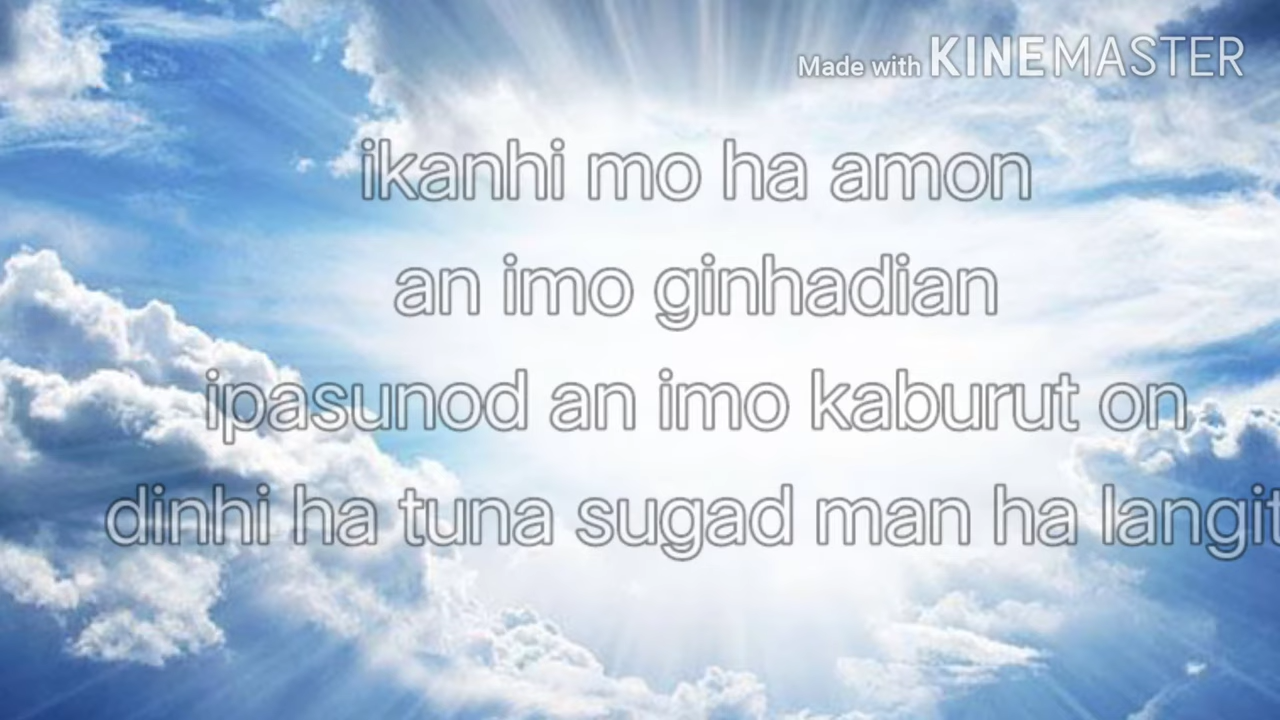 Made with KINEMASTER
ikanhi mo ha amon
an imo ginhadian
ipasunod an imo kaburut on
dinhi ha tuna sugad man ha langit